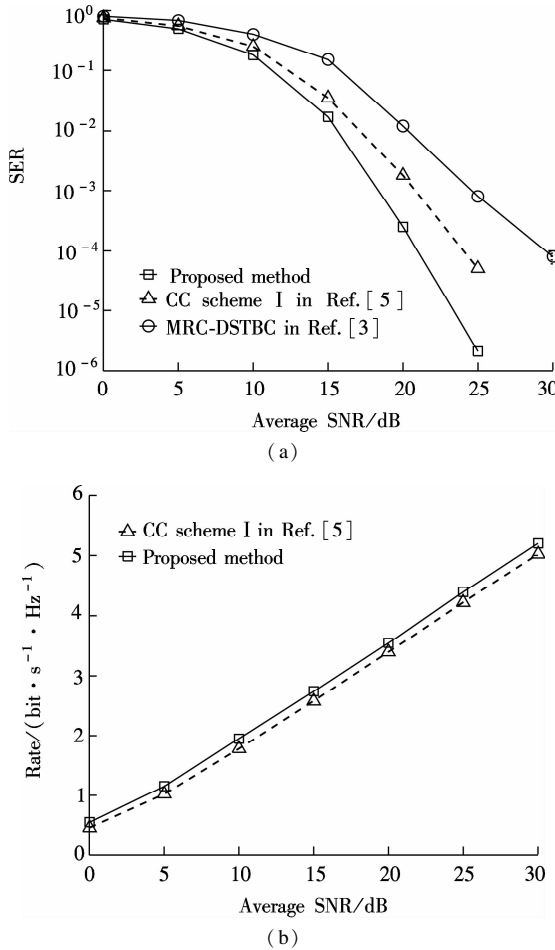 10^0
10^-1
10^-2
10^-3
10^-4
10^-5
10^-6
SER
Proposed method
CC scheme I in Ref. [5]
MRC-DSTBC in Ref. [3]
0 5 10 15 20 25 30
Average SNR/dB
(a)
6
5
4
3
2
1
0
Rate/(bit·s^-1·Hz^-1)
CC scheme I in Ref. [5]
Proposed method
0 5 10 15 20 25 30
Average SNR/dB
(b)